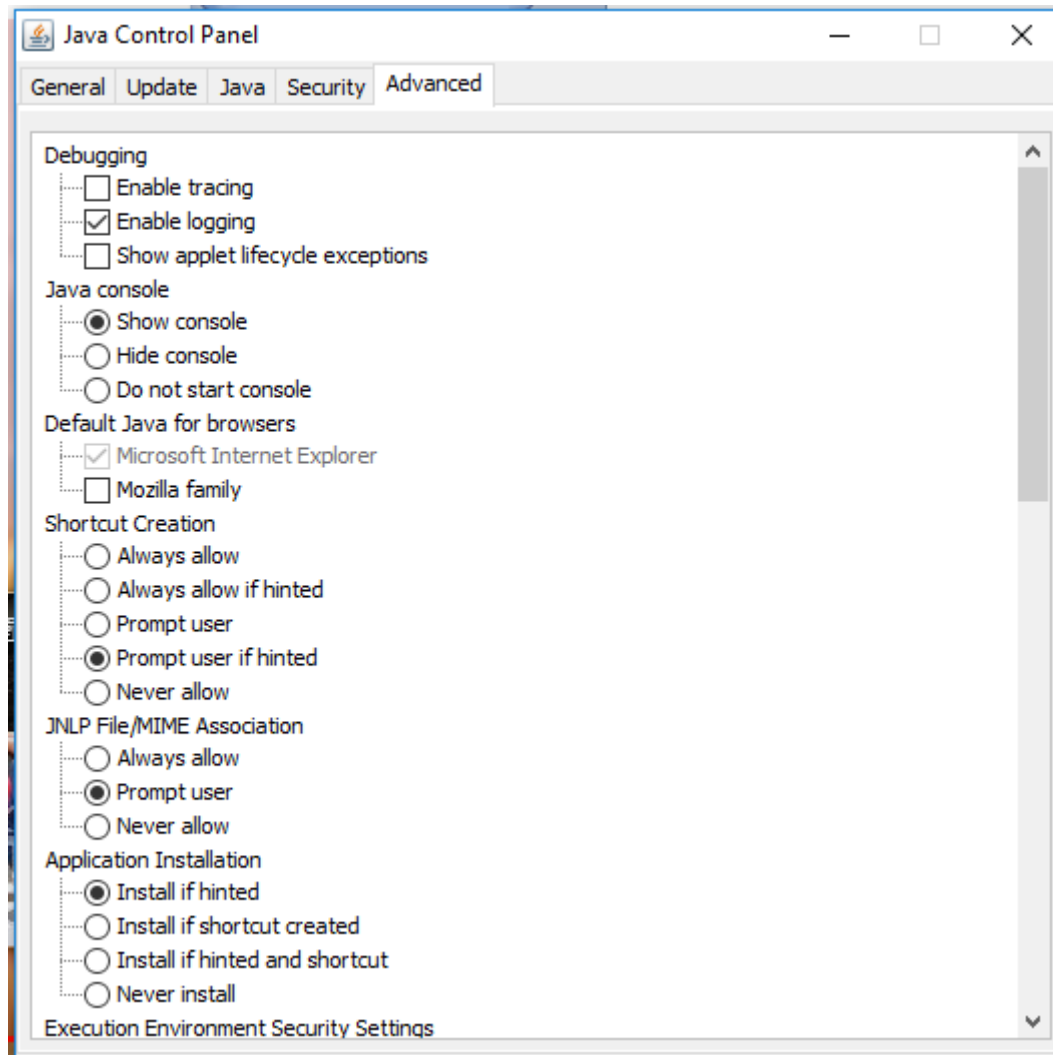 Java Control Panel
General Update Java Security Advanced
Debugging
Enable tracing
Enable logging
Show applet lifecycle exceptions
Java console
Show console
Hide console
Do not start console
Default Java for browsers
Microsoft Internet Explorer
Mozilla family
Shortcut Creation
Always allow
Always allow if hinted
Prompt user
Prompt user if hinted
Never allow
JNLP File/MIME Association
Always allow
Prompt user
Never allow
Application Installation
Install if hinted
Install if shortcut created
Install if hinted and shortcut
Never install
Execution Environment Security Settings